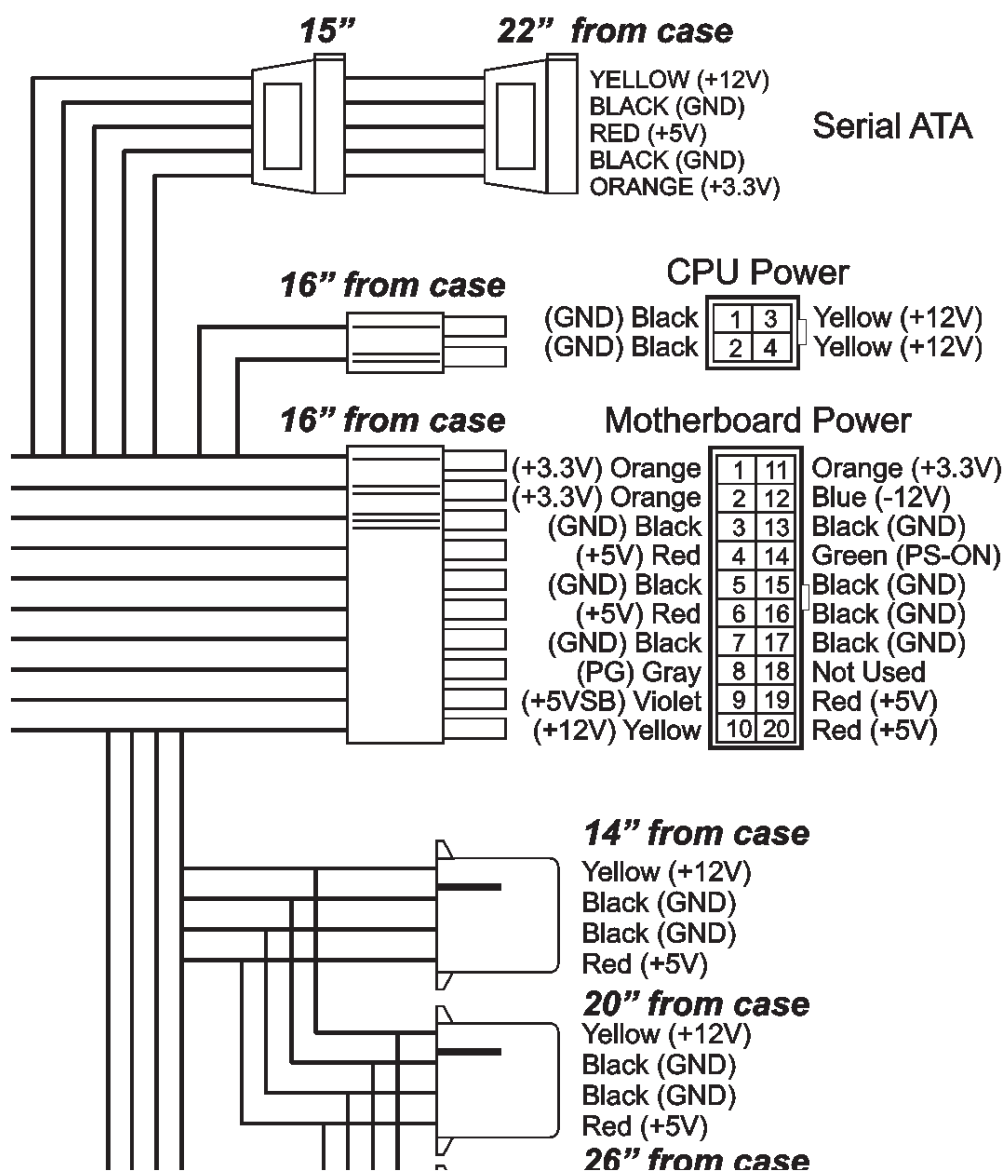 15” 22” from case
YELLOW (+12V)
BLACK (GND)
RED (+5V)
BLACK (GND)
ORANGE (+3.3V)
Serial ATA
16” from case
CPU Power
(GND) Black 1 3 Yellow (+12V)
(GND) Black 2 4 Yellow (+12V)
16” from case
Motherboard Power
(+3.3V) Orange 1 11 Orange (+3.3V)
(+3.3V) Orange 2 12 Blue (-12V)
(GND) Black 3 13 Black (GND)
(+5V) Red 4 14 Green (PS-ON)
(GND) Black 5 15 Black (GND)
(+5V) Red 6 16 Black (GND)
(GND) Black 7 17 Black (GND)
(PG) Gray 8 18 Not Used
(+5VSB) Violet 9 19 Red (+5V)
(+12V) Yellow 10 20 Red (+5V)
14” from case
Yellow (+12V)
Black (GND)
Black (GND)
Red (+5V)
20” from case
Yellow (+12V)
Black (GND)
Black (GND)
Red (+5V)
26” from case